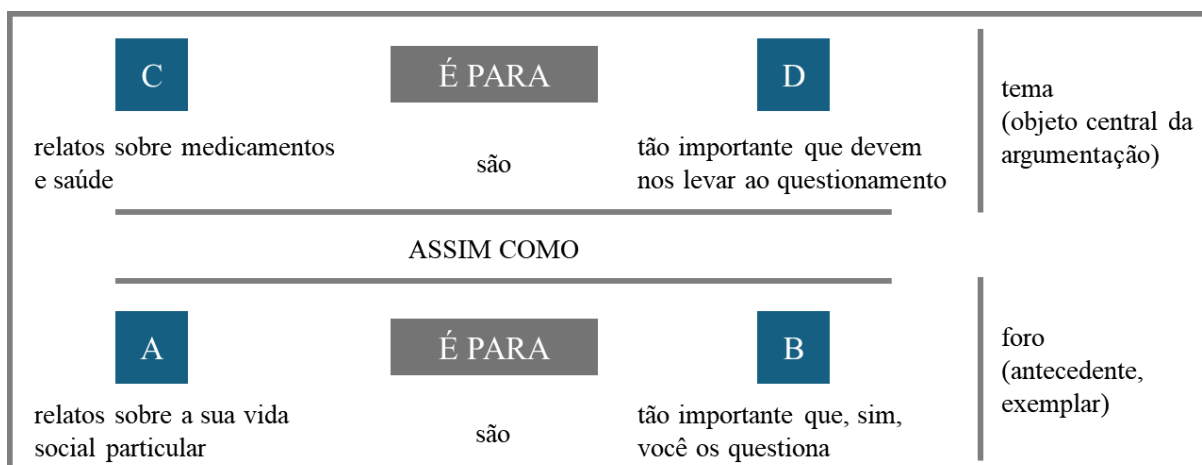 C
É PARA
D
relatos sobre medicamentos
e saúde
são
tão importante que devem
nos levar ao questionamento
tema
(objeto central da
argumentação)
ASSIM COMO
A
É PARA
B
relatos sobre a sua vida
social particular
são
tão importante que, sim,
você os questiona
foro
(antecedente,
exemplar)